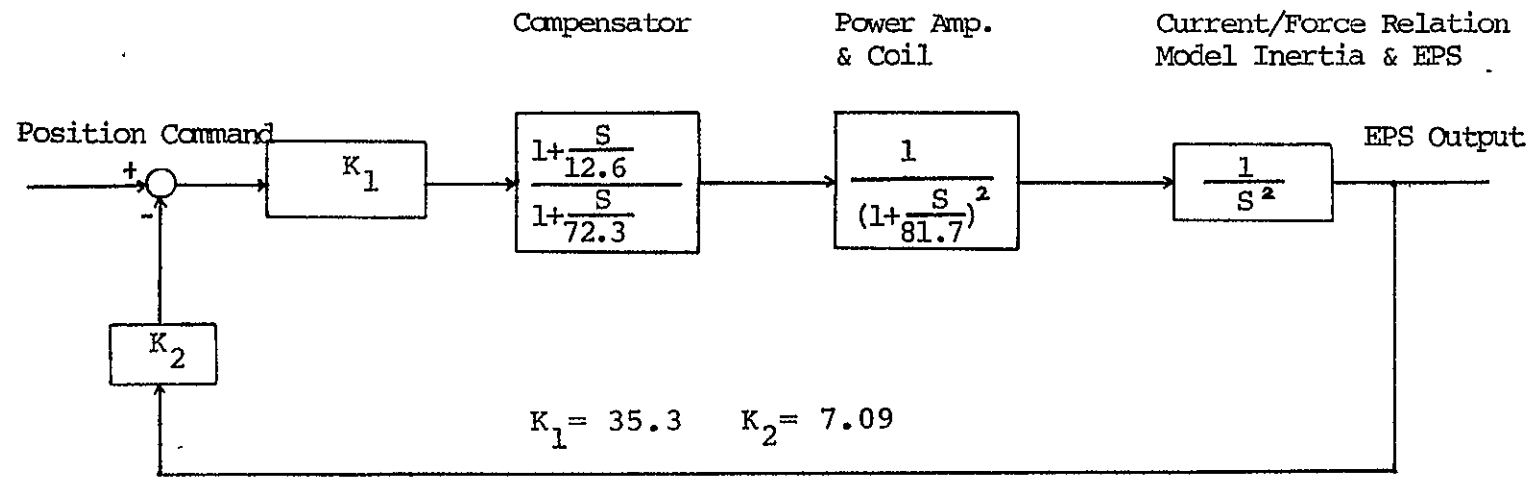 Compensator
Power Amp.
& Coil
Current/Force Relation
Model Inertia & EPS
Position Command
+
-
K₁
1+S/12.6
1+S/72.3
1
(1+S/81.7)²
1
S²
EPS Output
K₂
K₁= 35.3 K₂= 7.09